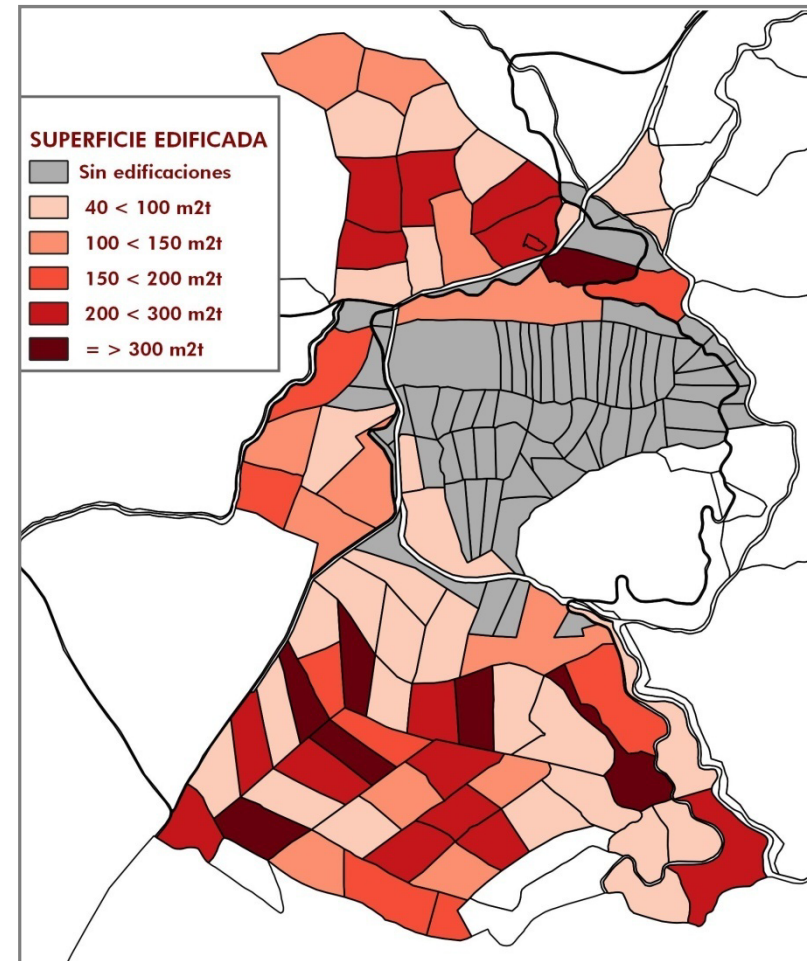 SUPERFICIE EDIFICADA
Sin edificaciones
40 < 100 m2t
100 < 150 m2t
150 < 200 m2t
200 < 300 m2t
= > 300 m2t